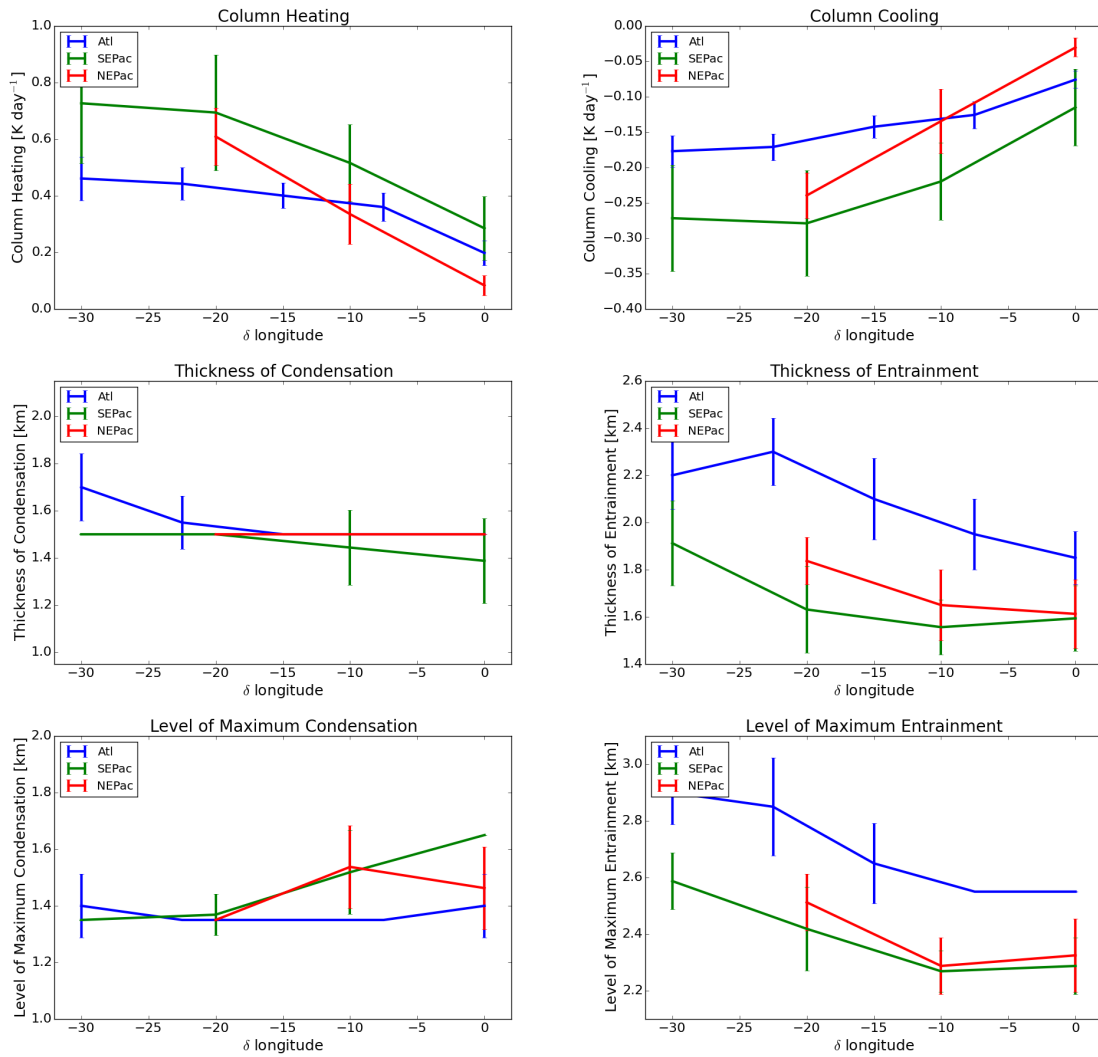 Column Heating
Column Heating [K day⁻¹]
1.0
0.8
0.6
0.4
0.2
0.0
Atl
SEPac
NEPac
−30 −25 −20 −15 −10 −5 0
δ longitude
Column Cooling
Column Cooling [K day⁻¹]
−0.00
−0.05
−0.10
−0.15
−0.20
−0.25
−0.30
−0.35
−0.40
Atl
SEPac
NEPac
−30 −25 −20 −15 −10 −5 0
δ longitude
Thickness of Condensation
Thickness of Condensation [km]
2.0
1.8
1.6
1.4
1.2
1.0
Atl
SEPac
NEPac
−30 −25 −20 −15 −10 −5 0
δ longitude
Thickness of Entrainment
Thickness of Entrainment [km]
2.6
2.4
2.2
2.0
1.8
1.6
1.4
Atl
SEPac
NEPac
−30 −25 −20 −15 −10 −5 0
δ longitude
Level of Maximum Condensation
Level of Maximum Condensation [km]
2.0
1.8
1.6
1.4
1.2
1.0
Atl
SEPac
NEPac
−30 −25 −20 −15 −10 −5 0
δ longitude
Level of Maximum Entrainment
Level of Maximum Entrainment [km]
3.0
2.8
2.6
2.4
2.2
Atl
SEPac
NEPac
−30 −25 −20 −15 −10 −5 0
δ longitude